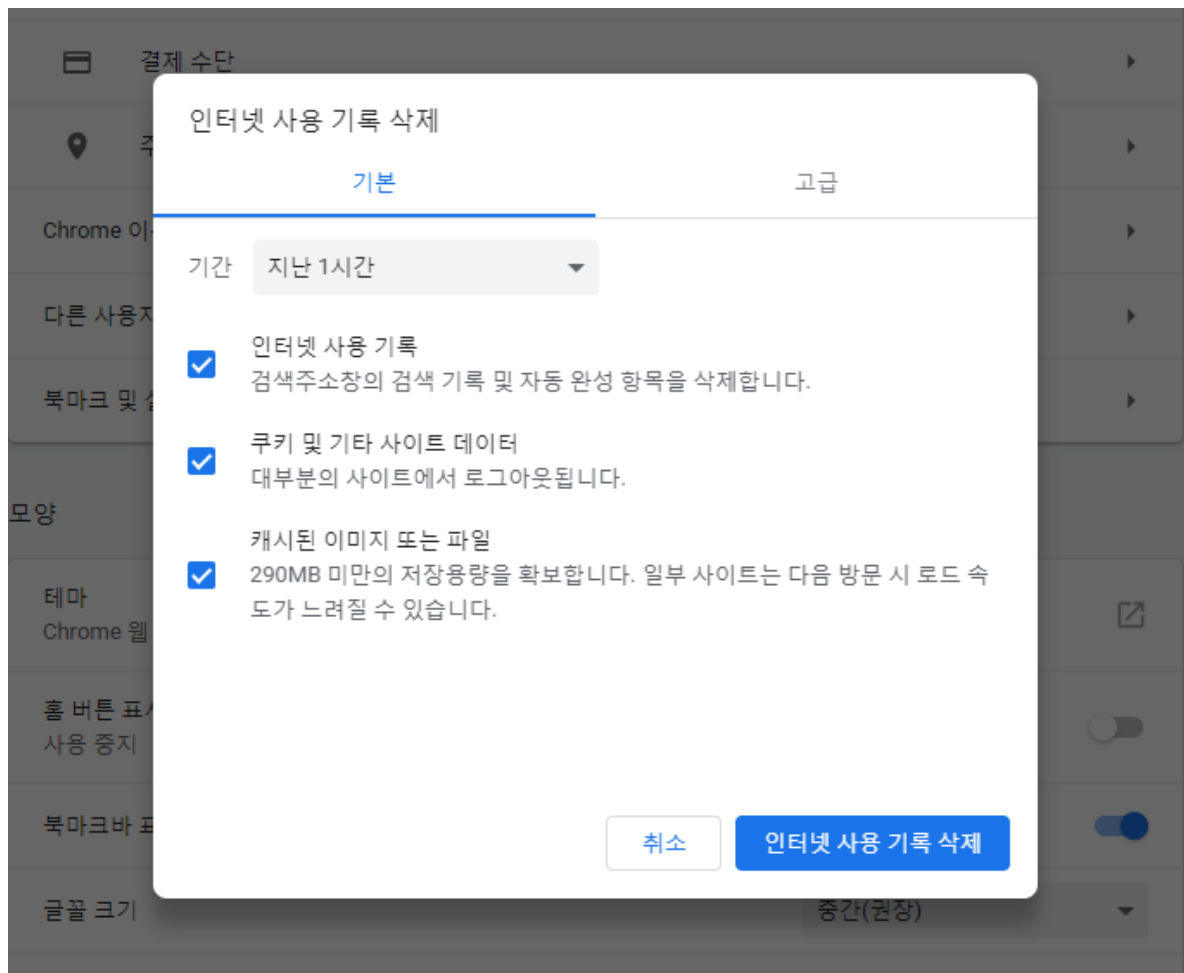 결제 수단
인터넷 사용 기록 삭제
기본 고급
Chrome
기간 지난 1시간
다른
인터넷 사용 기록
검색주소창의 검색 기록 및 자동 완성 항목을 삭제합니다.
북마크 및
쿠키 및 기타 사이트 데이터
대부분의 사이트에서 로그아웃됩니다.
모양
캐시된 이미지 또는 파일
290MB 미만의 저장용량을 확보합니다. 일부 사이트는 다음 방문 시 로드 속
도가 느려질 수 있습니다.
테마
Chrome 웹
홈 버튼
사용 중지
북마크바
취소 인터넷 사용 기록 삭제
글꼴 크기 중간(권장)